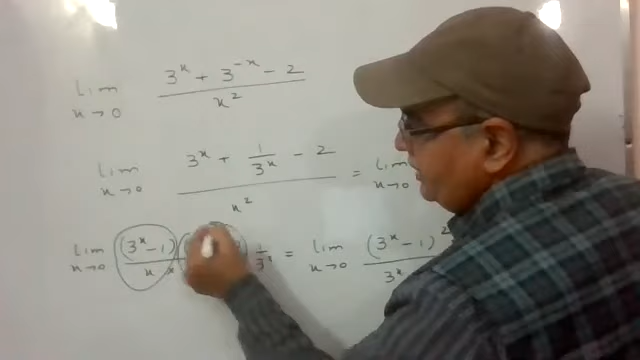 lim x→0 (3^x + 3^-x - 2) / x^2
lim x→0 (3^x + 1/3^x - 2) / x^2 = lim x→0
lim x→0 (3^x - 1) / x · x 1/3^x = lim x→0 (3^x - 1)^2 / 3^x